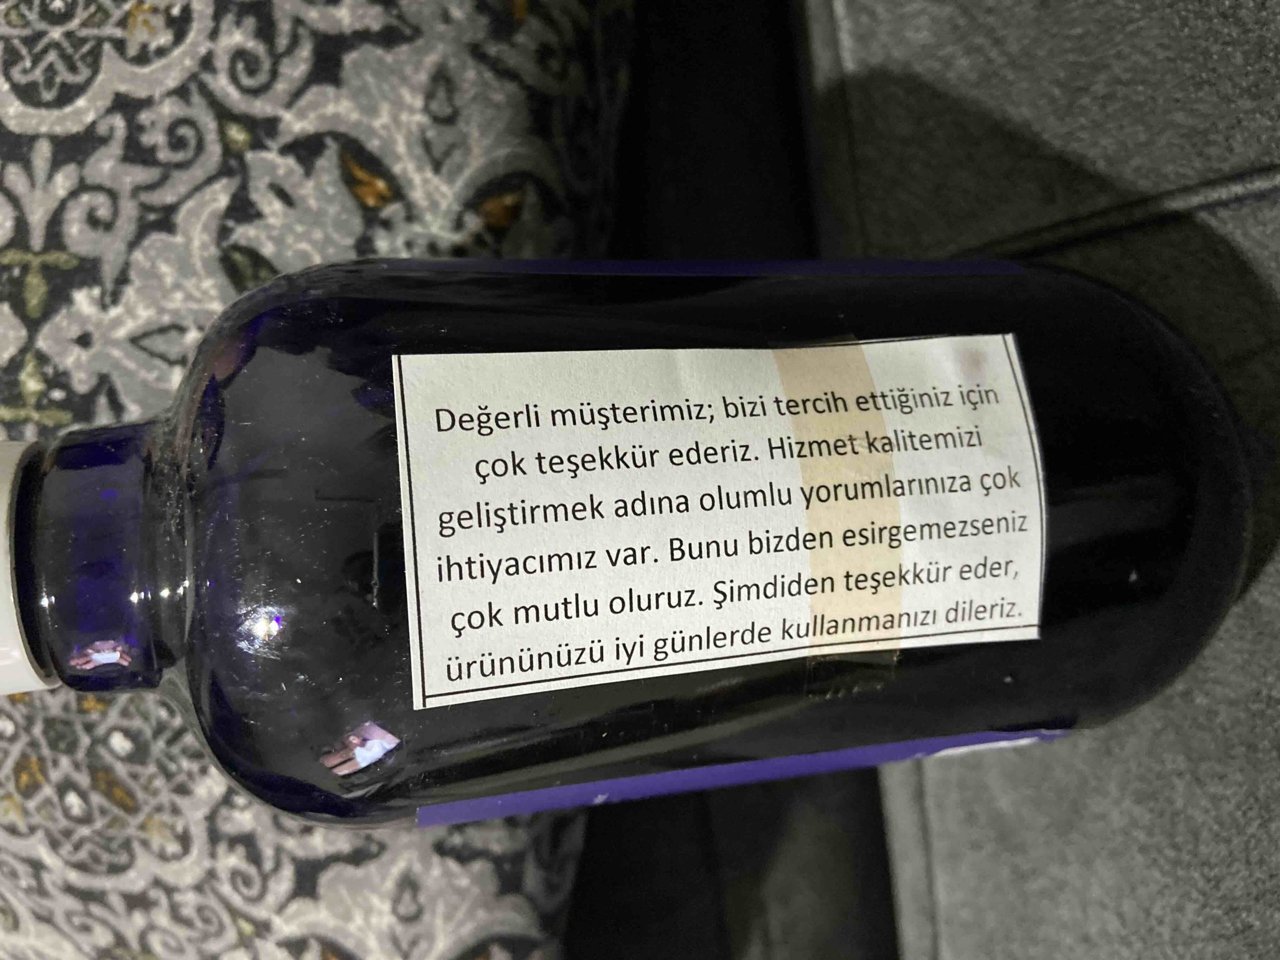 Değerli müşterimiz; bizi tercih ettiğiniz için
çok teşekkür ederiz. Hizmet kalitemizi
geliştirmek adına olumlu yorumlarınıza çok
ihtiyacımız var. Bunu bizden esirgemezseniz
çok mutlu oluruz. Şimdiden teşekkür eder,
ürününüzü iyi günlerde kullanmanızı dileriz.